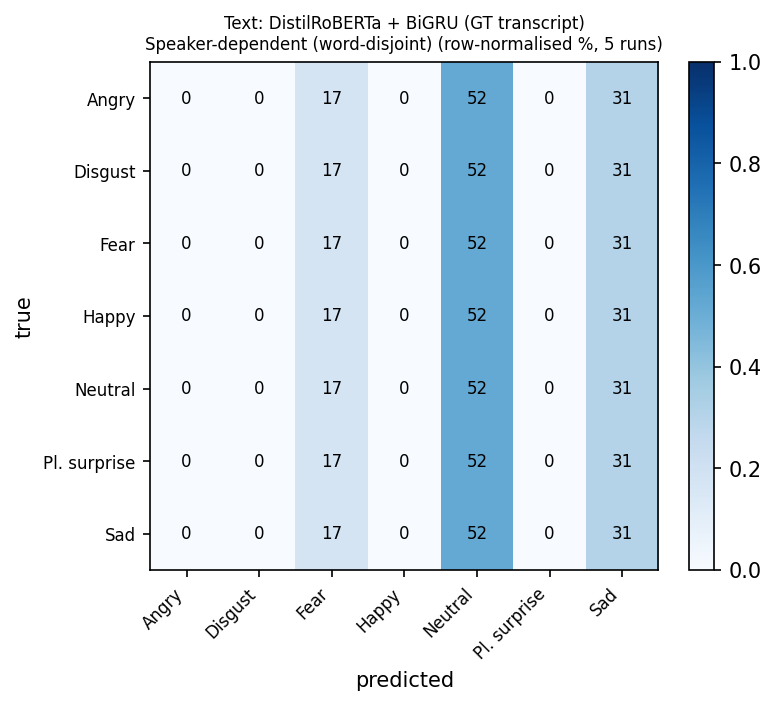 Text: DistilRoBERTa + BiGRU (GT transcript)
Speaker-dependent (word-disjoint) (row-normalised %, 5 runs)
Angry 0 0 17 0 52 0 31
Disgust 0 0 17 0 52 0 31
Fear 0 0 17 0 52 0 31
Happy 0 0 17 0 52 0 31
Neutral 0 0 17 0 52 0 31
Pl. surprise 0 0 17 0 52 0 31
Sad 0 0 17 0 52 0 31
true
Angry Disgust Fear Happy Neutral Pl. surprise Sad
predicted
1.0
0.8
0.6
0.4
0.2
0.0